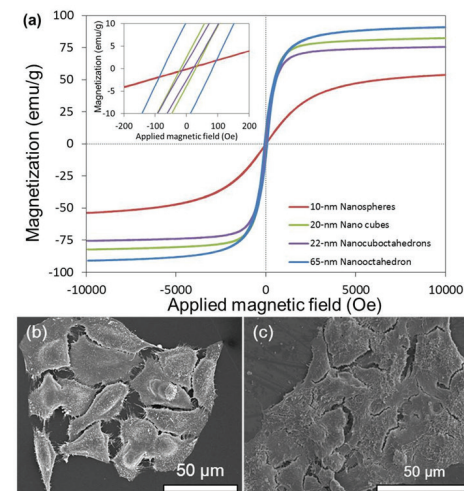 (a)
100
75
50
25
0
-25
-50
-75
-100
Magnetization (emu/g)
-10000 -5000 0 5000 10000
Applied magnetic field (Oe)
10
5
0
-5
-10
Magnetization (emu/g)
-200 -100 0 100 200
Applied magnetic field (Oe)
10-nm Nanospheres
20-nm Nano cubes
22-nm Nanocuboctahedrons
65-nm Nanooctahedron
(b)
50 µm
(c)
50 µm